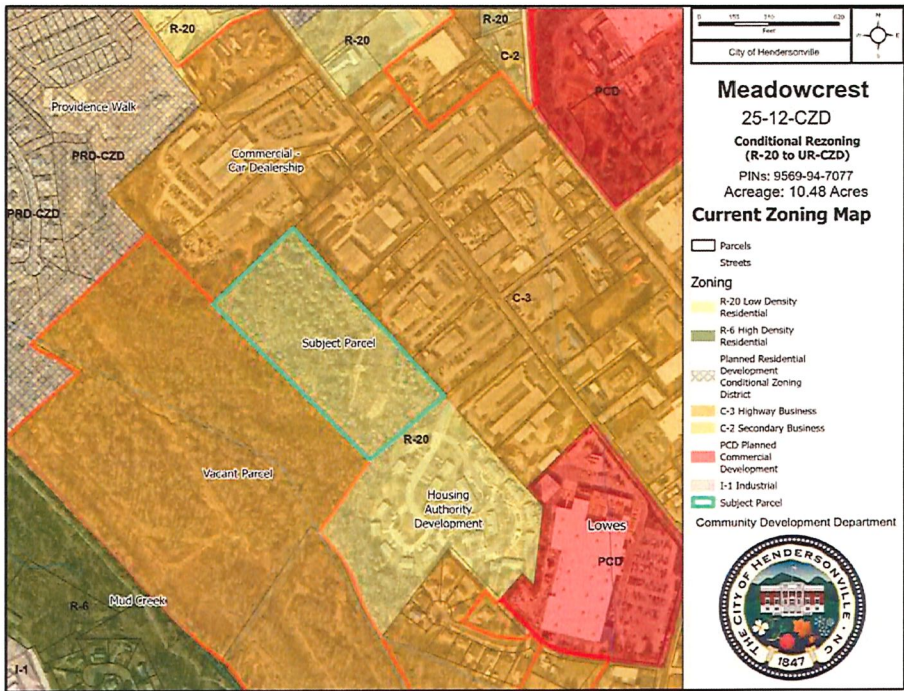 R-20
R-20
R-20
C-2
PCD
Providence Walk
PRD-CZD
Commercial -
Car Dealership
PRD-CZD
C-3
Subject Parcel
R-20
Vacant Parcel
Housing
Authority
Development
Lowes
PCD
R-6
Mud Creek
I-1
0
310
620
Feet
City of Hendersonville
N
E
S
Meadowcrest
25-12-CZD
Conditional Rezoning
(R-20 to UR-CZD)
PINs: 9569-94-7077
Acreage: 10.48 Acres
Current Zoning Map
Parcels
Streets
Zoning
R-20 Low Density
Residential
R-6 High Density
Residential
Planned Residential
Development
Conditional Zoning
District
C-3 Highway Business
C-2 Secondary Business
PCD Planned
Commercial
Development
I-1 Industrial
Subject Parcel
Community Development Department
THE CITY OF HENDERSONVILLE · N.C.
1847